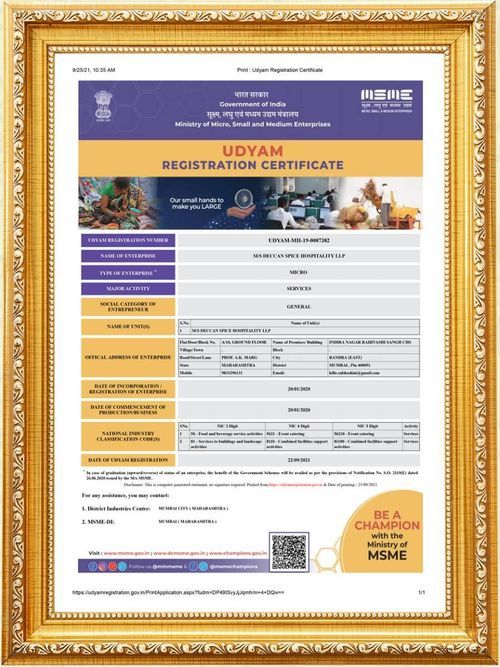 9/25/21, 10:35 AM Print : Udyam Registration Certificate
भारत सरकार
Government of India
सूक्ष्म, लघु एवं मध्यम उद्यम मंत्रालय
Ministry of Micro, Small and Medium Enterprises
MSME
सूक्ष्म, लघु एवं मध्यम उद्यम
MICRO, SMALL & MEDIUM ENTERPRISES
UDYAM
REGISTRATION CERTIFICATE
Our small hands to
make you LARGE
UDYAM REGISTRATION NUMBER UDYAM-MH-19-0087382
NAME OF ENTERPRISE M/S DECCAN SPICE HOSPITALITY LLP
TYPE OF ENTERPRISE * MICRO
MAJOR ACTIVITY SERVICES
SOCIAL CATEGORY OF
ENTREPRENEUR
GENERAL
NAME OF UNIT(S)
S.No. Name of Unit(s)
1 M/S DECCAN SPICE HOSPITALITY LLP
OFFICAL ADDRESS OF ENTERPRISE
Flat/Door/Block No. A/10, GROUND FLOOR Name of Premises/ Building INDIRA NAGAR RAHIVASHI SANGH CHS
Village/Town Block
Road/Street/Lane PROF. A.K. MARG City BANDRA (EAST)
State MAHARASHTRA District MUMBAI , Pin 400051
Mobile 9833296131 Email:
DATE OF INCORPORATION /
REGISTRATION OF ENTERPRISE
20/01/2020
DATE OF COMMENCEMENT OF
PRODUCTION/BUSINESS
20/01/2020
NATIONAL INDUSTRY
CLASSIFICATION CODE(S)
SNo. NIC 2 Digit NIC 4 Digit NIC 5 Digit Activity
1 56 - Food and beverage service activities 5621 - Event catering 56210 - Event catering Services
2 81 - Services to buildings and landscape activities 8110 - Combined facilities support activities 81100 - Combined facilities support activities Services
DATE OF UDYAM REGISTRATION 22/09/2021
* In case of graduation (upward/reverse) of status of an enterprise, the benefit of the Government Schemes will be availed as per the provisions of Notification No. S.O. 2119(E) dated
26.06.2020 issued by the M/o MSME.
Disclaimer: This is computer generated statement, no signature required. Printed from https://udyamregistration.gov.in & Date of printing:- 25/09/2021
For any assistance, you may contact:
1. District Industries Centre: MUMBAI CITY ( MAHARASHTRA )
2. MSME-DI: MUMBAI ( MAHARASHTRA )
BE A
CHAMPION
with the
Ministry of
MSME
Visit : www.msme.gov.in ; www.dcmsme.gov.in ; www.champions.gov.in
Follow us @minmsme & @msmechampions
1/1